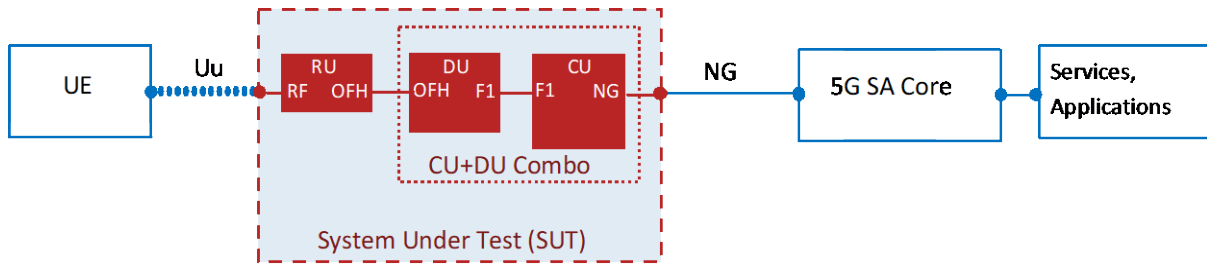 UE
Uu
RU
RF OFH
DU
OFH F1
CU
F1 NG
CU+DU Combo
System Under Test (SUT)
NG
5G SA Core
Services,
Applications